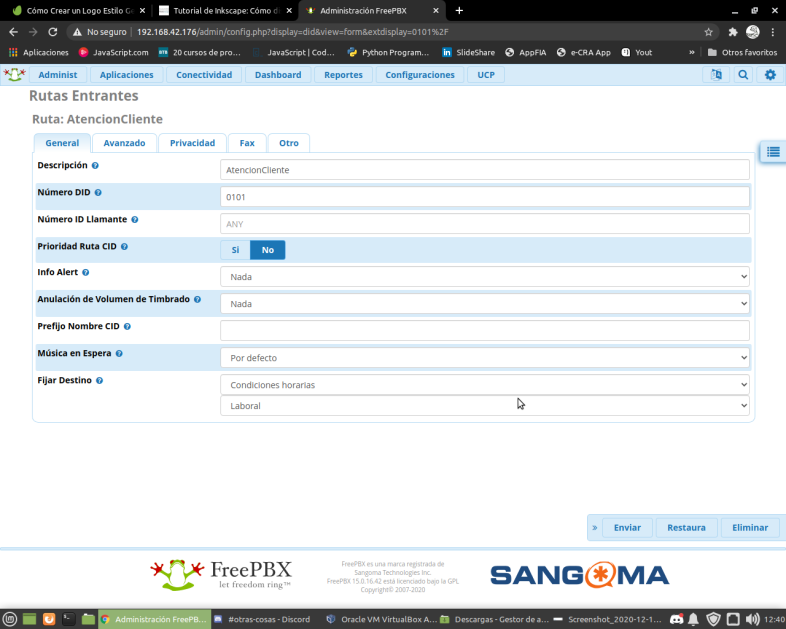 Cómo Crear un Logo Estilo G
Tutorial de Inkscape: Cómo d
Administración FreePBX
No seguro 192.168.42.176/admin/config.php?display=did&view=form&extdisplay=0101%2F
Aplicaciones JavaScript.com 20 cursos de pro... JavaScript | Cod... Python Program... SlideShare AppFIA e-CRA App Yout » Otros favoritos
Administ Aplicaciones Conectividad Dashboard Reportes Configuraciones UCP
Rutas Entrantes
Ruta: AtencionCliente
General Avanzado Privacidad Fax Otro
Descripción AtencionCliente
Número DID 0101
Número ID Llamante ANY
Prioridad Ruta CID Si No
Info Alert Nada
Anulación de Volumen de Timbrado Nada
Prefijo Nombre CID
Música en Espera Por defecto
Fijar Destino Condiciones horarias
Laboral
» Enviar Restaura Eliminar
FreePBX
let freedom ring™
FreePBX es una marca registrada de
Sangoma Technologies Inc.
FreePBX 15.0.16.42 está licenciado bajo la GPL
Copyright© 2007-2020
SANGOMA
Administración FreePB... #otras-cosas - Discord Oracle VM VirtualBox A... Descargas - Gestor de a... Screenshot_2020-12-1... 12:40